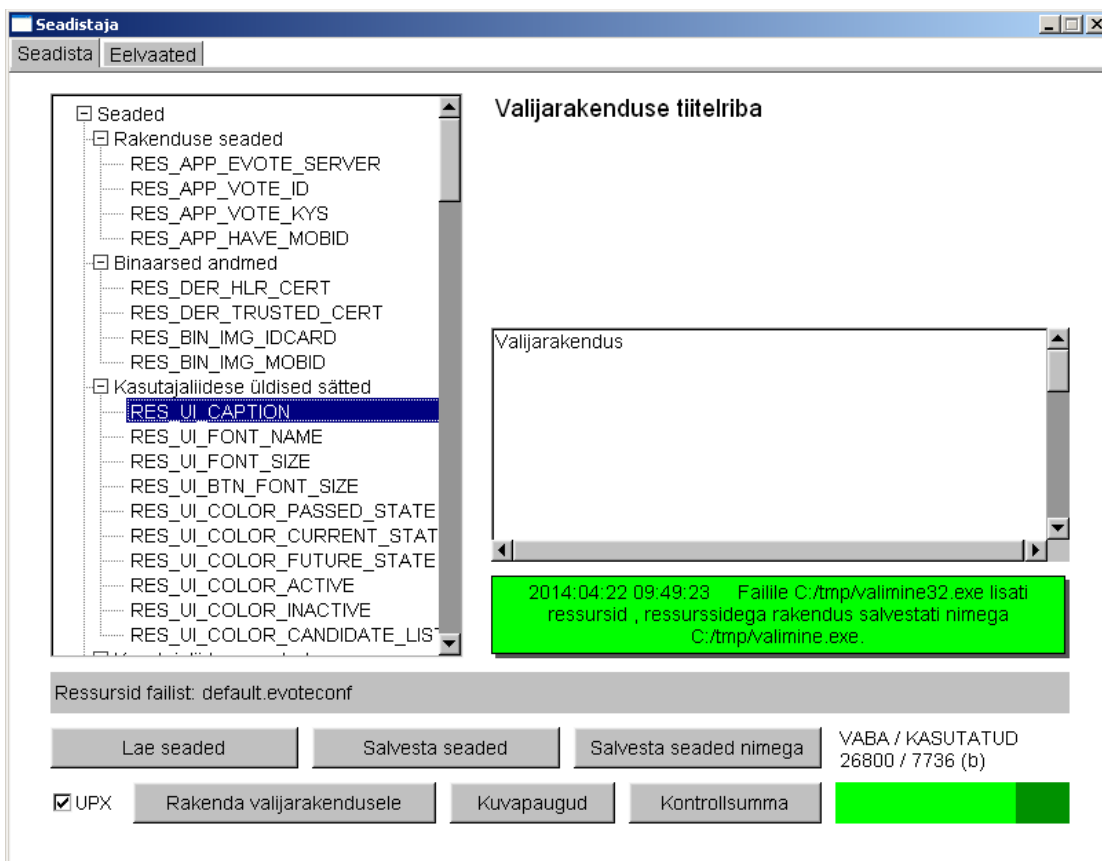 Seadistaja
Seadista Eelvaated
Seaded
Rakenduse seaded
RES_APP_EVOTE_SERVER
RES_APP_VOTE_ID
RES_APP_VOTE_KYS
RES_APP_HAVE_MOBID
Binaarsed andmed
RES_DER_HLR_CERT
RES_DER_TRUSTED_CERT
RES_BIN_IMG_IDCARD
RES_BIN_IMG_MOBID
Kasutajaliidese üldised sätted
RES_UI_CAPTION
RES_UI_FONT_NAME
RES_UI_FONT_SIZE
RES_UI_BTN_FONT_SIZE
RES_UI_COLOR_PASSED_STATE
RES_UI_COLOR_CURRENT_STAT
RES_UI_COLOR_FUTURE_STATE
RES_UI_COLOR_ACTIVE
RES_UI_COLOR_INACTIVE
RES_UI_COLOR_CANDIDATE_LIST
Valijarakenduse tiitelriba
Valijarakendus
2014:04:22 09:49:23 Failile C:/tmp/valimine32.exe lisati
ressursid , ressurssidega rakendus salvestati nimega
C:/tmp/valimine.exe.
Ressursid failist: default.evoteconf
Lae seaded Salvesta seaded Salvesta seaded nimega
VABA / KASUTATUD
26800 / 7736 (b)
UPX Rakenda valijarakendusele Kuvapaugud Kontrollsumma